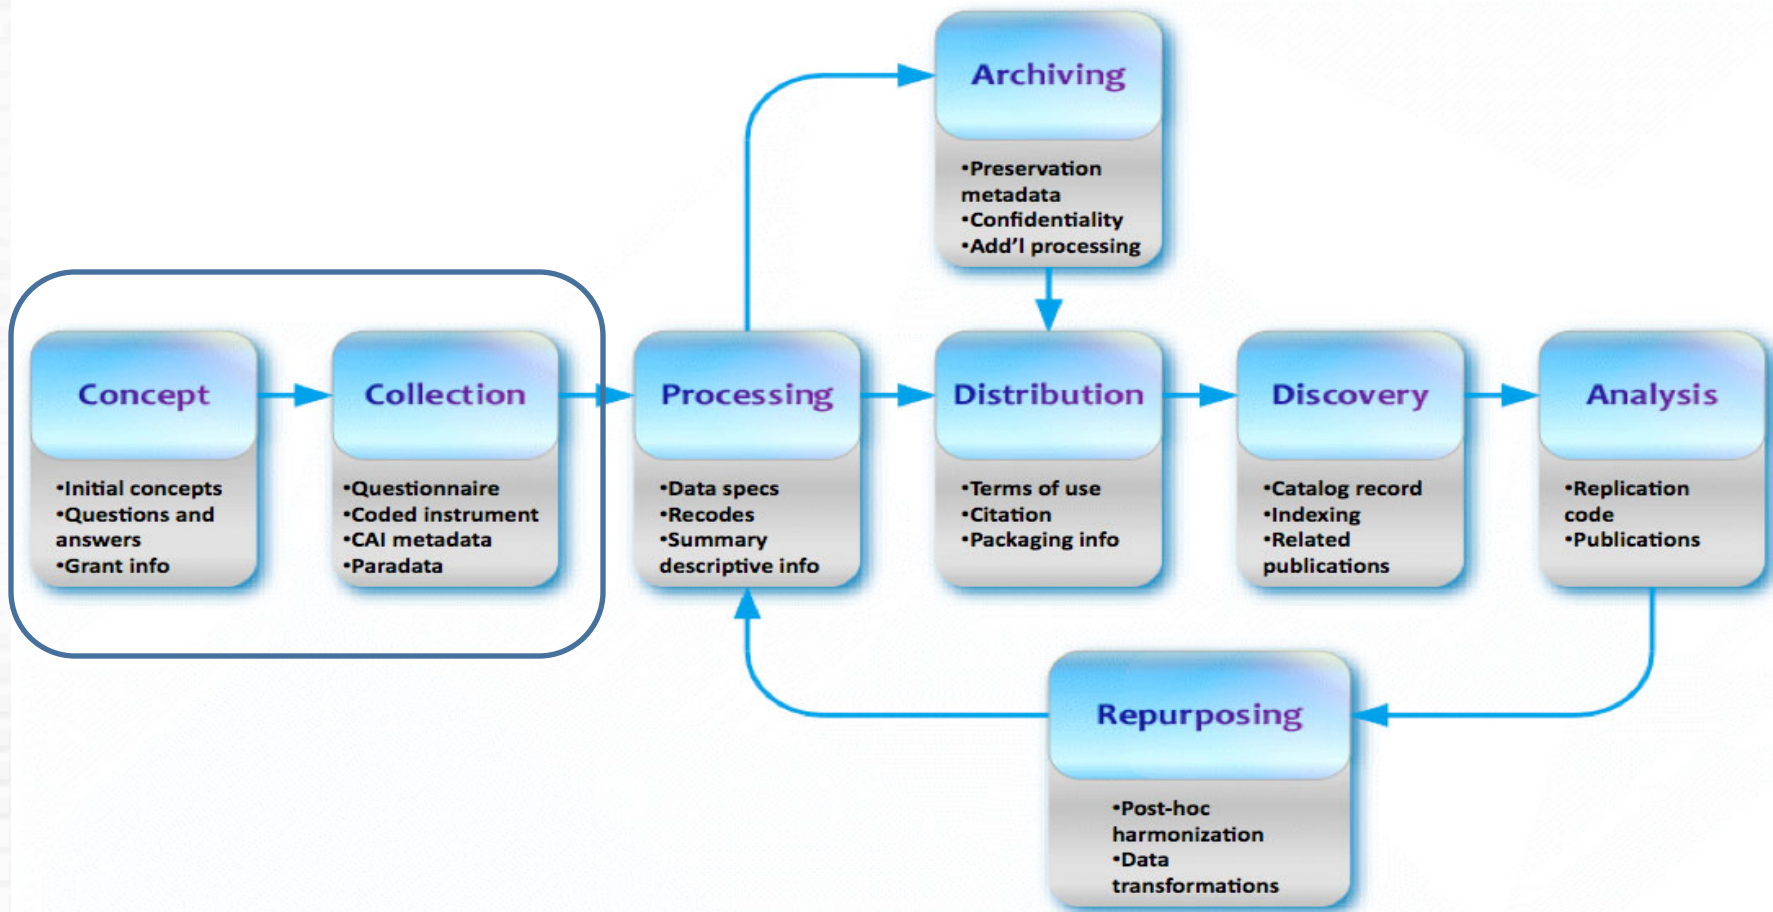 Archiving
•Preservation
metadata
•Confidentiality
•Add'l processing
Concept
•Initial concepts
•Questions and
answers
•Grant info
Collection
•Questionnaire
•Coded instrument
•CAI metadata
•Paradata
Processing
•Data specs
•Recodes
•Summary
descriptive info
Distribution
•Terms of use
•Citation
•Packaging info
Discovery
•Catalog record
•Indexing
•Related
publications
Analysis
•Replication
code
•Publications
Repurposing
•Post-hoc
harmonization
•Data
transformations